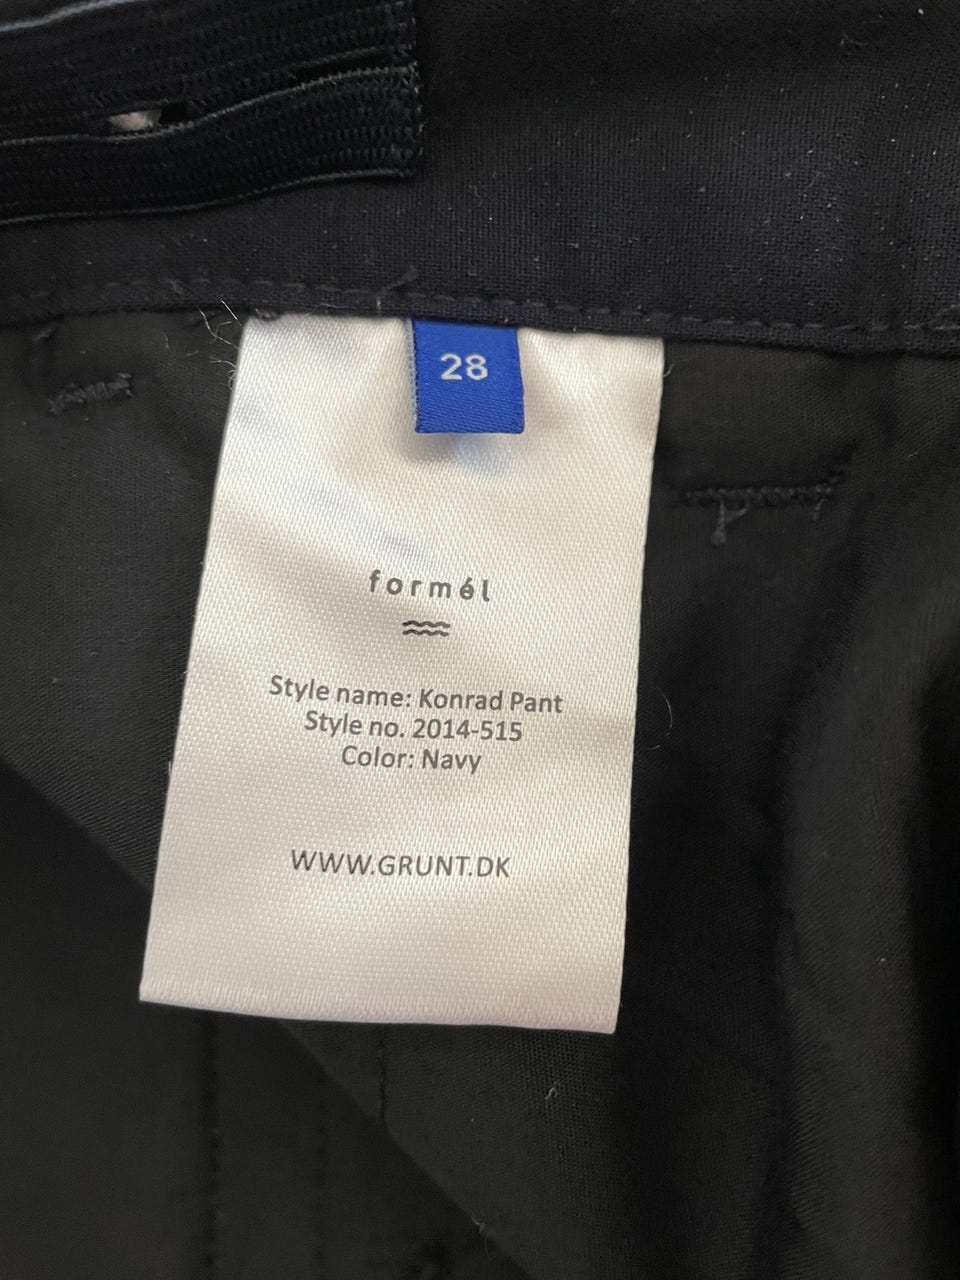 28
formél
Style name: Konrad Pant
Style no. 2014-515
Color: Navy
WWW.GRUNT.DK